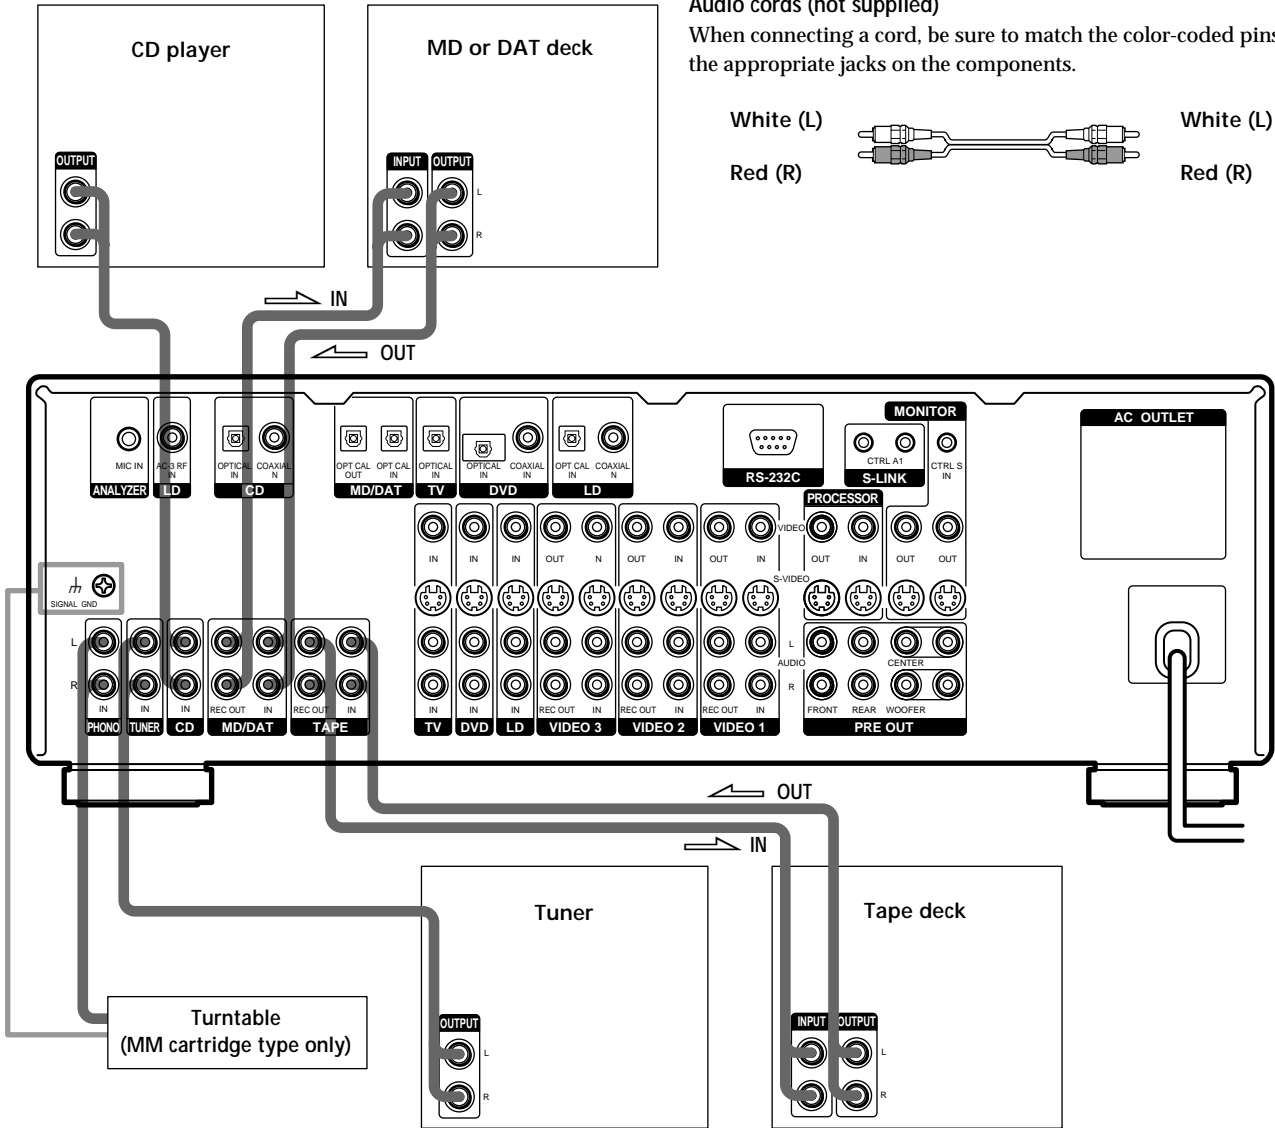 Audio cords (not supplied)
When connecting a cord, be sure to match the color-coded pins
the appropriate jacks on the components.
White (L)
White (L)
Red (R)
Red (R)
CD player
MD or DAT deck
OUTPUT
INPUT
OUTPUT
L
R
IN
OUT
MONITOR
AC OUTLET
MIC IN
AC-3 RF
IN
OPTICAL
IN
COAXIAL
N
OPT CAL
OUT
OPT CAL
IN
OPTICAL
IN
OPTICAL
IN
COAXIAL
IN
OPT CAL
IN
COAXIAL
N
RS-232C
CTRL A1
S-LINK
CTRL S
IN
ANALYZER
LD
CD
MD/DAT
TV
DVD
LD
PROCESSOR
VIDEO
IN
IN
IN
OUT
N
OUT
IN
OUT
IN
OUT
IN
OUT
OUT
S-VIDEO
SIGNAL GND
L
R
L
AUDIO
R
CENTER
IN
IN
IN
REC OUT
IN
REC OUT
IN
IN
IN
IN
REC OUT
IN
REC OUT
IN
REC OUT
IN
FRONT
REAR
WOOFER
PHONO
TUNER
CD
MD/DAT
TAPE
TV
DVD
LD
VIDEO 3
VIDEO 2
VIDEO 1
PRE OUT
OUT
IN
Tuner
Tape deck
Turntable
(MM cartridge type only)
OUTPUT
L
R
INPUT
OUTPUT
L
R